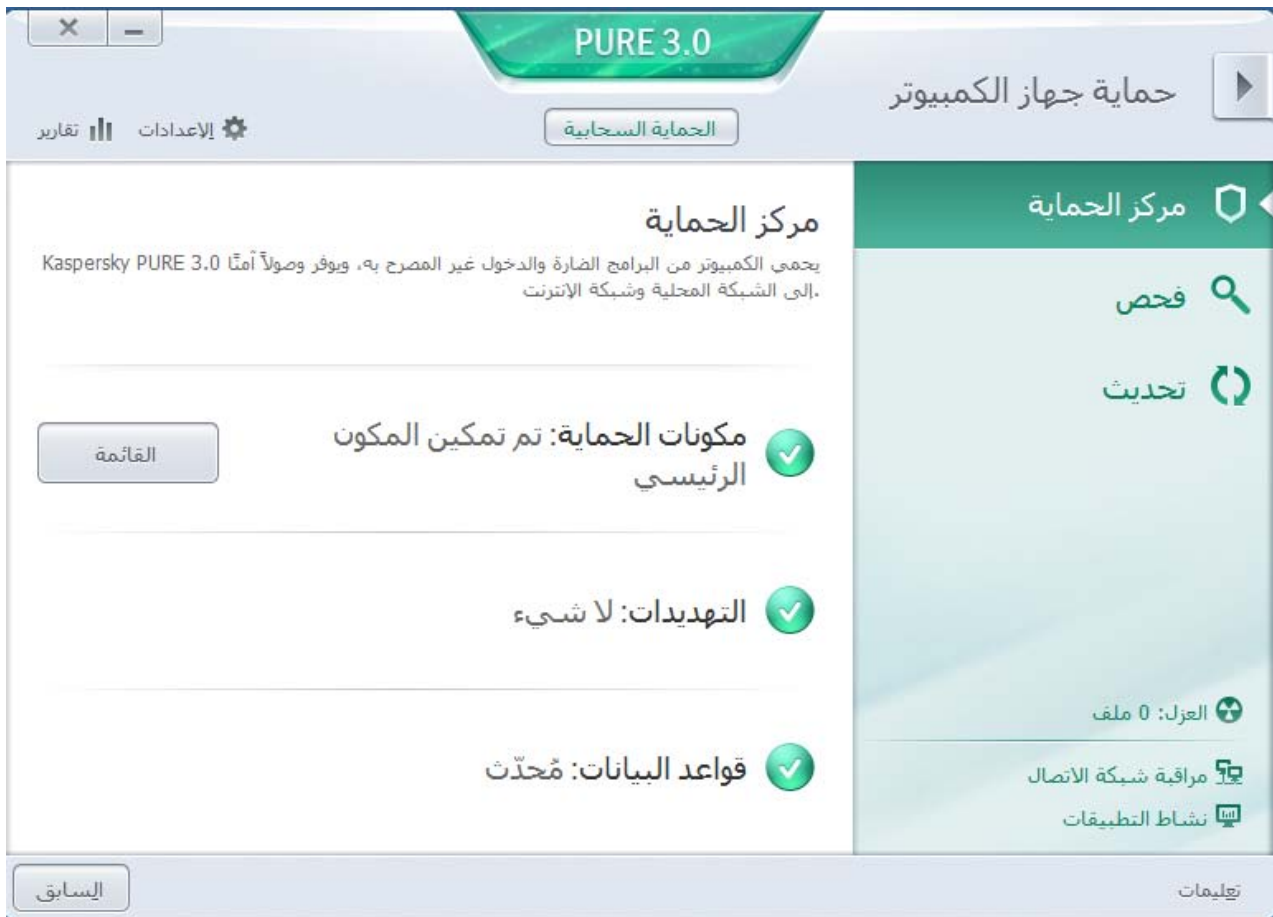 PURE 3.0
حماية جهاز الكمبيوتر
الحماية السحابية
الاعدادات
تقارير
مركز الحماية
فحص
تحديث
العزل: 0 ملف
مراقبة شبكة الاتصال
نشاط التطبيقات
مركز الحماية
يحمي الكمبيوتر من البرامج الضارة والدخول غير المصرح به، ويوفر وصولاً آمنًا Kaspersky PURE 3.0
.إلى الشبكة المحلية وشبكة الإنترنت
مكونات الحماية: تم تمكين المكون
الرئيسي
القائمة
التهديدات: لا شيء
قواعد البيانات: مُحدّث
تعليمات
السابق